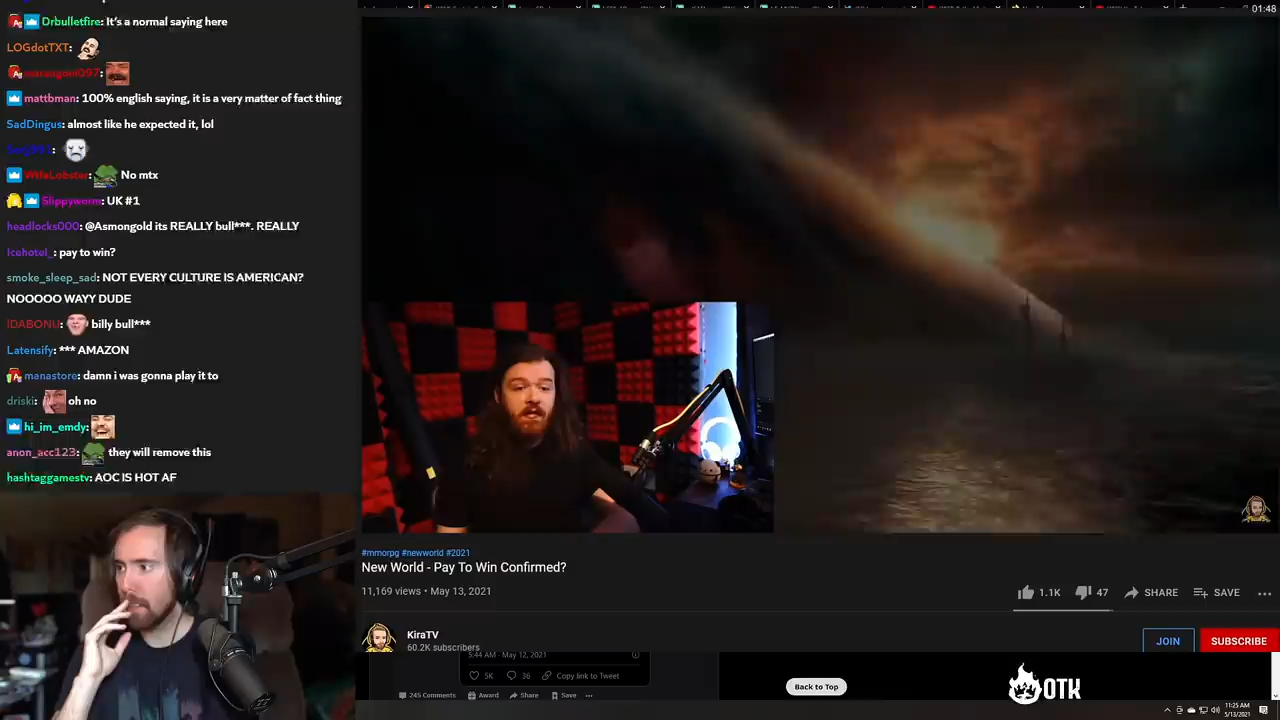 Drbulletfire: It's a normal saying here
LOGdotTXT:
mattbman: 100% english saying, it is a very matter of fact thing
SadDingus: almost like he expected it, lol
WifeLobster: No mtx
Slippyworm: UK #1
headlocks000: @Asmongold its REALLY bull***. REALLY
Icehotel_: pay to win?
smoke_sleep_sad: NOT EVERY CULTURE IS AMERICAN?
NOOOOO WAYY DUDE
IDABONU: billy bull***
Latensify: *** AMAZON
manastore: damn i was gonna play it to
driski: oh no
hi_im_emdy:
anon_acc123: they will remove this
hashtaggamestv: AOC IS HOT AF
01:48
#mmorpg #newworld #2021
New World - Pay To Win Confirmed?
11,169 views • May 13, 2021
1.1K 47 SHARE SAVE
KiraTV
60.2K subscribers
JOIN SUBSCRIBE
5:44 AM · May 12, 2021
5K 36 Copy link to Tweet
245 Comments Award Share Save
Back to Top
OTK
11:25 AM
5/13/2021